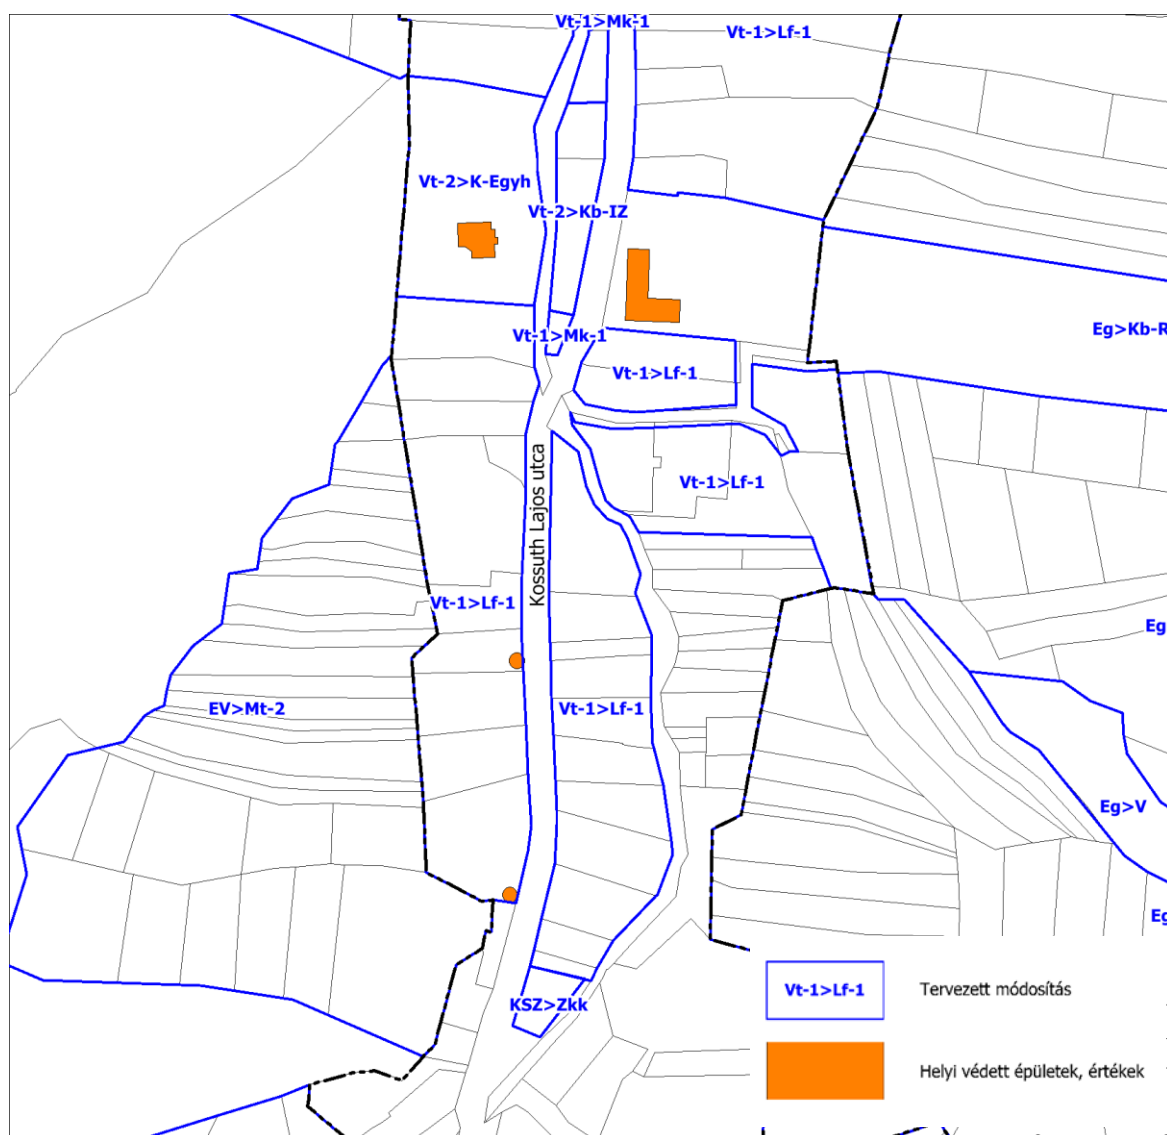 Vt-1>Mk-1
Vt-1>Lf-1
Vt-2>K-Egyh
Vt-2>Kb-IZ
Vt-1>Mk-1
Eg>Kb-R
Vt-1>Lf-1
Vt-1>Lf-1
Kossuth Lajos utca
Vt-1>Lf-1
Eg
EV>Mt-2
Vt-1>Lf-1
Eg>V
Eg
KSZ>Zkk
Vt-1>Lf-1
Tervezett módosítás
Helyi védett épületek, értékek